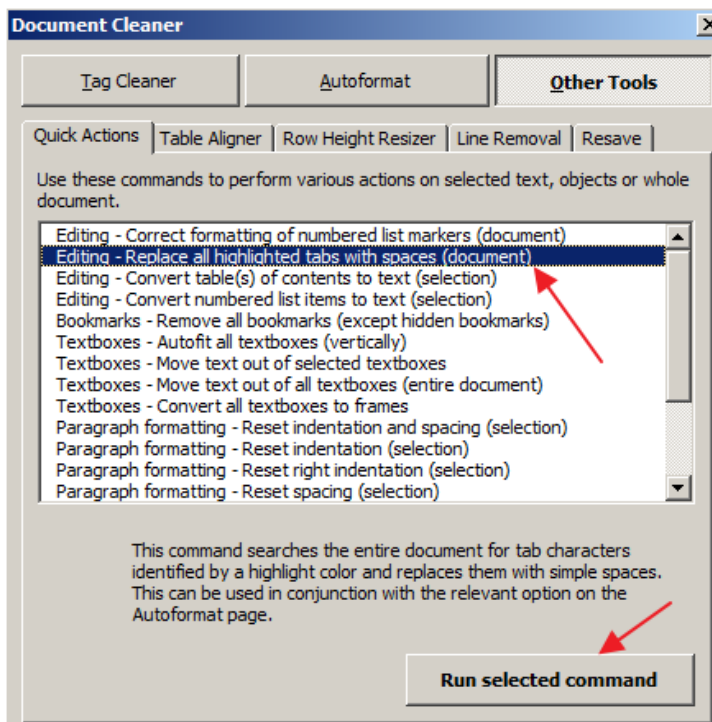 Document Cleaner
Tag Cleaner
Autoformat
Other Tools
Quick Actions
Table Aligner
Row Height Resizer
Line Removal
Resave
Use these commands to perform various actions on selected text, objects or whole
document.
Editing - Correct formatting of numbered list markers (document)
Editing - Replace all highlighted tabs with spaces (document)
Editing - Convert table(s) of contents to text (selection)
Editing - Convert numbered list items to text (selection)
Bookmarks - Remove all bookmarks (except hidden bookmarks)
Textboxes - Autofit all textboxes (vertically)
Textboxes - Move text out of selected textboxes
Textboxes - Move text out of all textboxes (entire document)
Textboxes - Convert all textboxes to frames
Paragraph formatting - Reset indentation and spacing (selection)
Paragraph formatting - Reset indentation (selection)
Paragraph formatting - Reset right indentation (selection)
Paragraph formatting - Reset spacing (selection)
This command searches the entire document for tab characters
identified by a highlight color and replaces them with simple spaces.
This can be used in conjunction with the relevant option on the
Autoformat page.
Run selected command